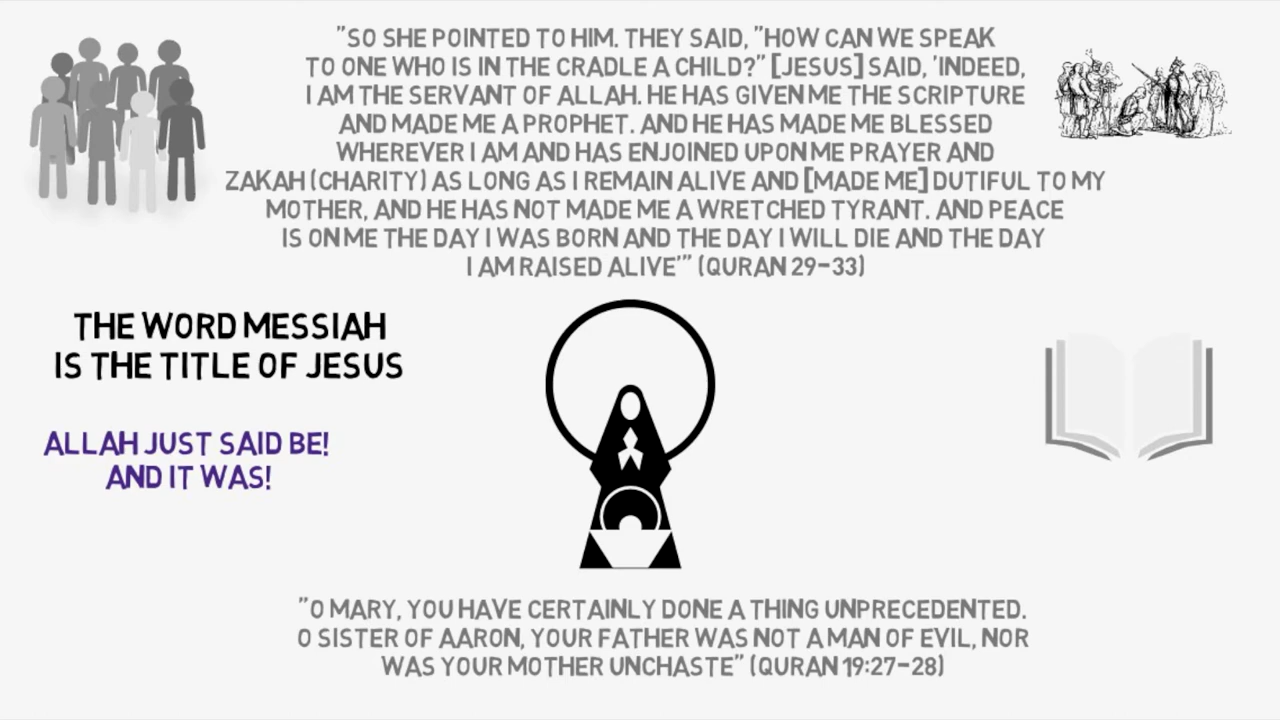 "SO SHE POINTED TO HIM. THEY SAID, "HOW CAN WE SPEAK
TO ONE WHO IS IN THE CRADLE A CHILD?" [JESUS] SAID, 'INDEED,
I AM THE SERVANT OF ALLAH. HE HAS GIVEN ME THE SCRIPTURE
AND MADE ME A PROPHET. AND HE HAS MADE ME BLESSED
WHEREVER I AM AND HAS ENJOINED UPON ME PRAYER AND
ZAKAH (CHARITY) AS LONG AS I REMAIN ALIVE AND [MADE ME] DUTIFUL TO MY
MOTHER, AND HE HAS NOT MADE ME A WRETCHED TYRANT. AND PEACE
IS ON ME THE DAY I WAS BORN AND THE DAY I WILL DIE AND THE DAY
I AM RAISED ALIVE'" (QURAN 29-33)
THE WORD MESSIAH
IS THE TITLE OF JESUS
ALLAH JUST SAID BE!
AND IT WAS!
"O MARY, YOU HAVE CERTAINLY DONE A THING UNPRECEDENTED.
O SISTER OF AARON, YOUR FATHER WAS NOT A MAN OF EVIL, NOR
WAS YOUR MOTHER UNCHASTE" (QURAN 19:27-28)